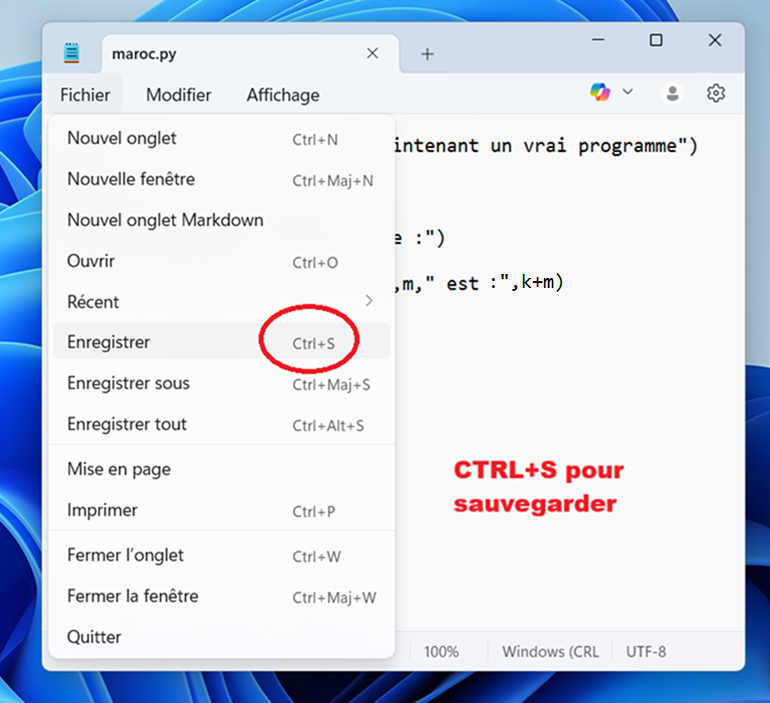 maroc.py
Fichier Modifier Affichage
Nouvel onglet Ctrl+N
Nouvelle fenêtre Ctrl+Maj+N
Nouvel onglet Markdown
Ouvrir Ctrl+O
Récent
Enregistrer Ctrl+S
Enregistrer sous Ctrl+Maj+S
Enregistrer tout Ctrl+Alt+S
Mise en page
Imprimer Ctrl+P
Fermer l'onglet Ctrl+W
Fermer la fenêtre Ctrl+Maj+W
Quitter
intenant un vrai programme")
e :")
,m," est :",k+m)
CTRL+S pour
sauvegarder
100% Windows (CRL UTF-8